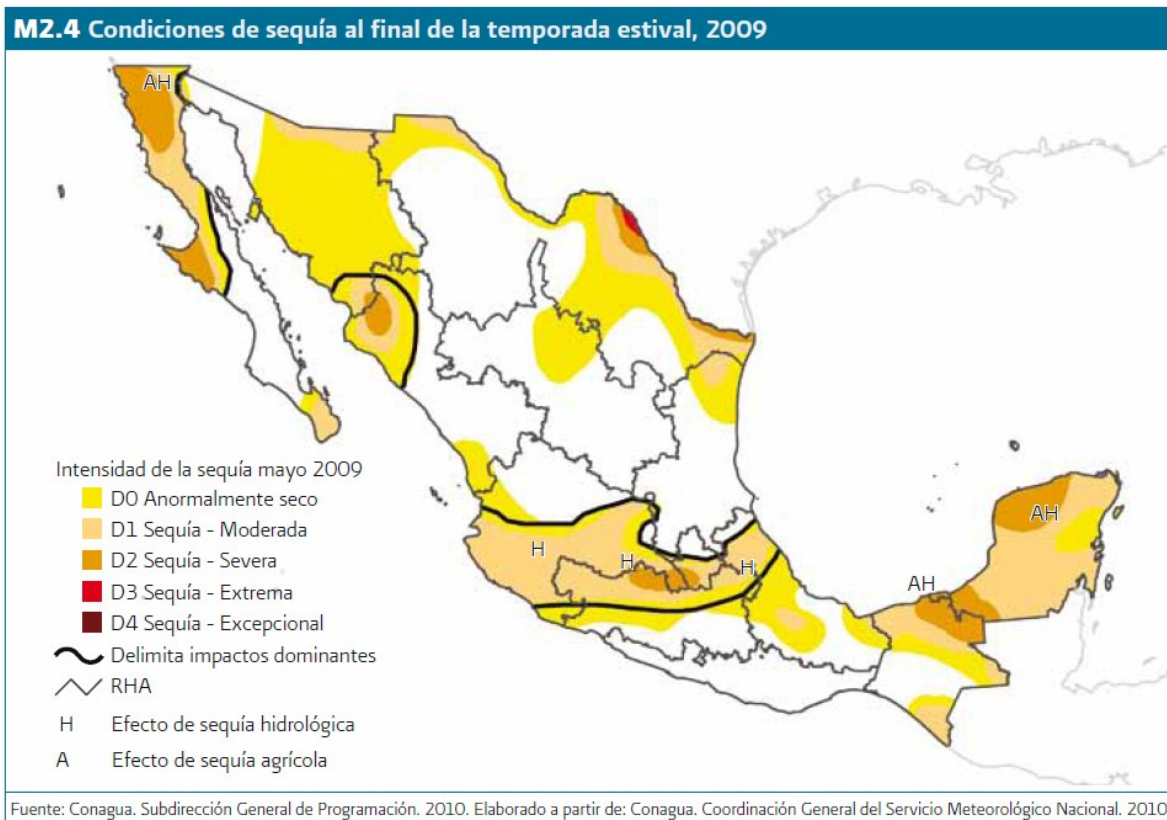 M2.4 Condiciones de sequía al final de la temporada estival, 2009
AH
H
H
H
AH
AH
Intensidad de la sequía mayo 2009
D0 Anormalmente seco
D1 Sequía - Moderada
D2 Sequía - Severa
D3 Sequía - Extrema
D4 Sequía - Excepcional
Delimita impactos dominantes
RHA
H Efecto de sequía hidrológica
A Efecto de sequía agrícola
Fuente: Conagua. Subdirección General de Programación. 2010. Elaborado a partir de: Conagua. Coordinación General del Servicio Meteorológico Nacional. 2010